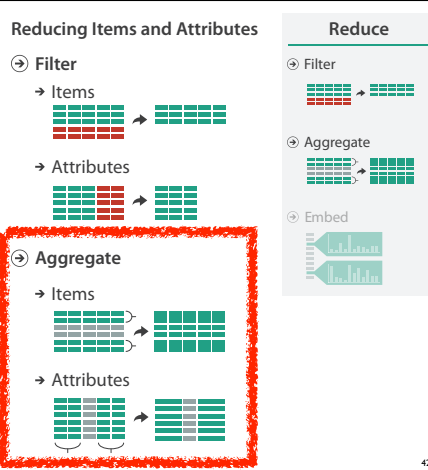 Reducing Items and Attributes
Filter
Items
Attributes
Aggregate
Items
Attributes
Reduce
Filter
Aggregate
Embed